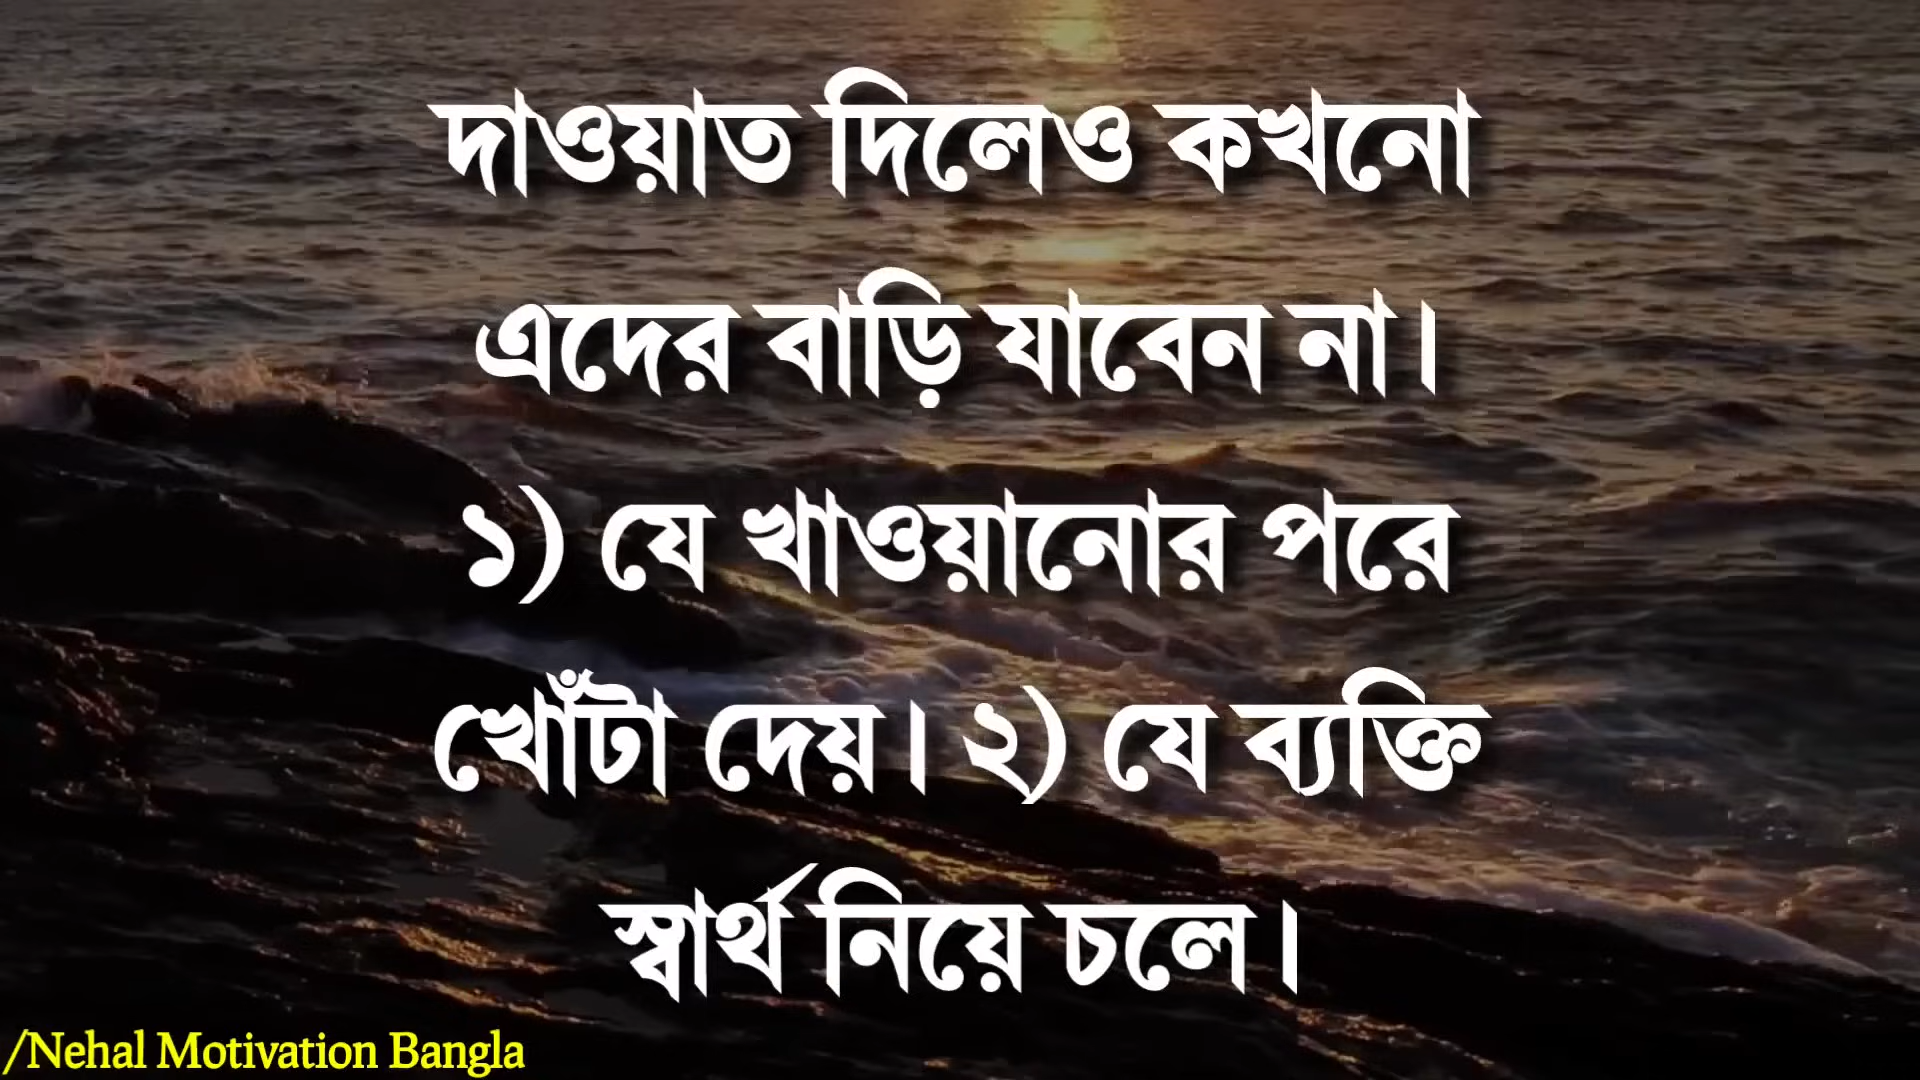 দাওয়াত দিলেও কখনো
এদের বাড়ি যাবেন না।
১) যে খাওয়ানোর পরে
খোঁটা দেয়। ২) যে ব্যক্তি
স্বার্থ নিয়ে চলে।
/Nehal Motivation Bangla